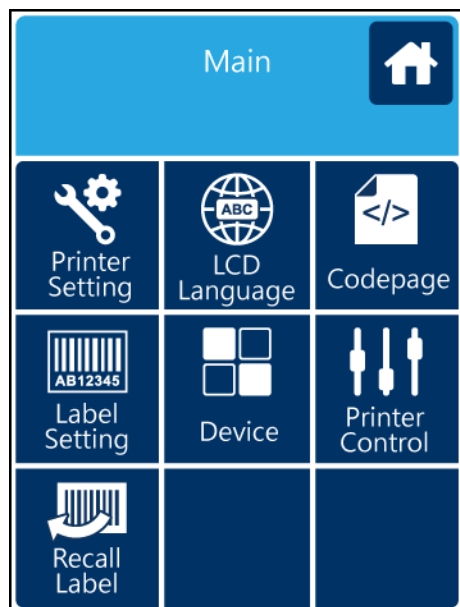 Main
Printer
Setting
ABC
LCD
Language
</>
Codepage
AB12345
Label
Setting
Device
Printer
Control
Recall
Label